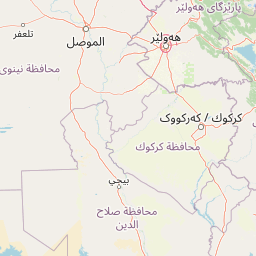 پارێزگای هەولێر
تلعفر
الموصل
هەولێر
محافظة نينوى
كركوك / کەرکووک
محافظة كركوك
بيجي
محافظة صلاح
الدين